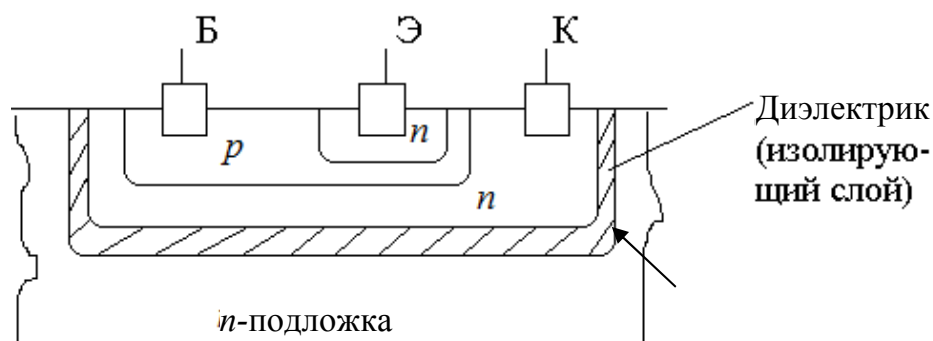 Б Э К
Диэлектрик
(изолирую-
щий слой)
p n
n
n-подложка